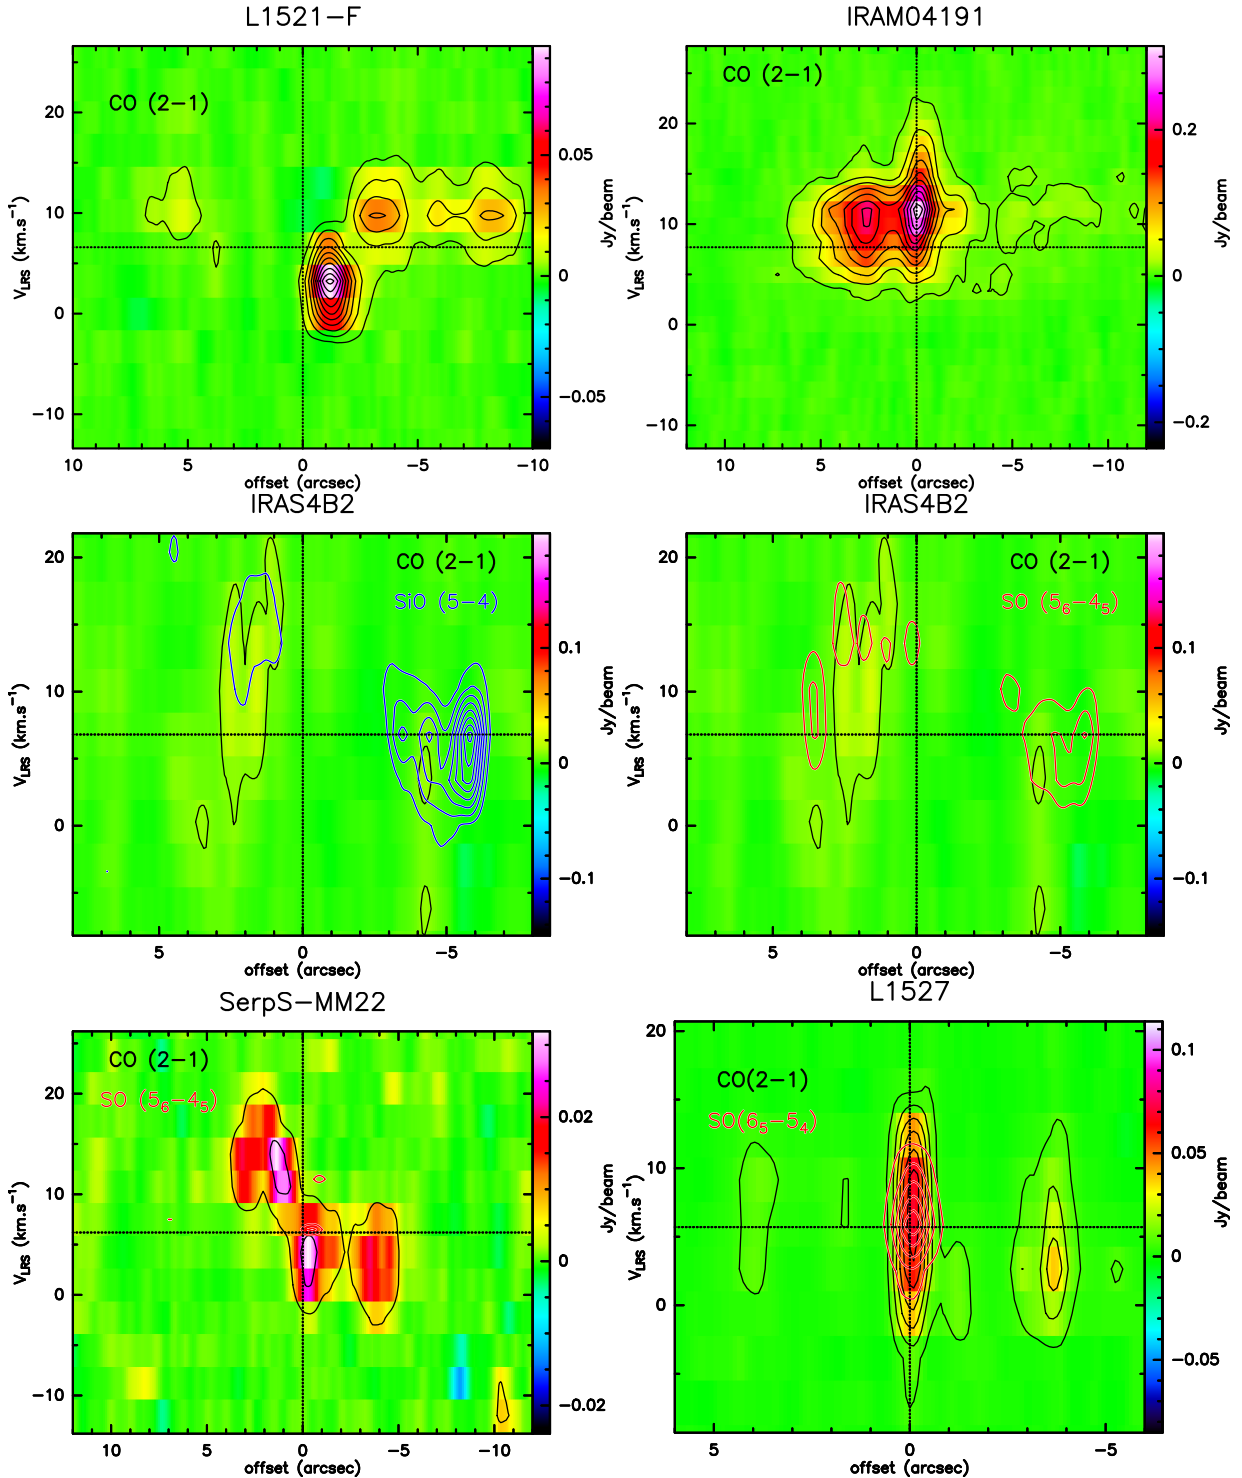 L1521-F
CO (2-1)
20
10
0
-10
V_LRS (km.s^-1)
10
5
0
-5
-10
offset (arcsec)
0.05
0
-0.05
Jy/beam
IRAM04191
CO (2-1)
20
10
0
-10
V_LRS (km.s^-1)
10
5
0
-5
-10
offset (arcsec)
0.2
0
-0.2
Jy/beam
IRAS4B2
CO (2-1)
SiO (5-4)
20
10
0
V_LRS (km.s^-1)
5
0
-5
offset (arcsec)
0.1
0
-0.1
Jy/beam
IRAS4B2
CO (2-1)
SO (5_6-4_5)
20
10
0
V_LRS (km.s^-1)
5
0
-5
offset (arcsec)
0.1
0
-0.1
Jy/beam
SerpS-MM22
CO (2-1)
SO (5_6-4_5)
20
10
0
-10
V_LRS (km.s^-1)
10
5
0
-5
-10
offset (arcsec)
0.02
0
-0.02
Jy/beam
L1527
CO(2-1)
SO(6_5-5_4)
20
10
0
V_LRS (km.s^-1)
5
0
-5
offset (arcsec)
0.1
0.05
0
-0.05
Jy/beam